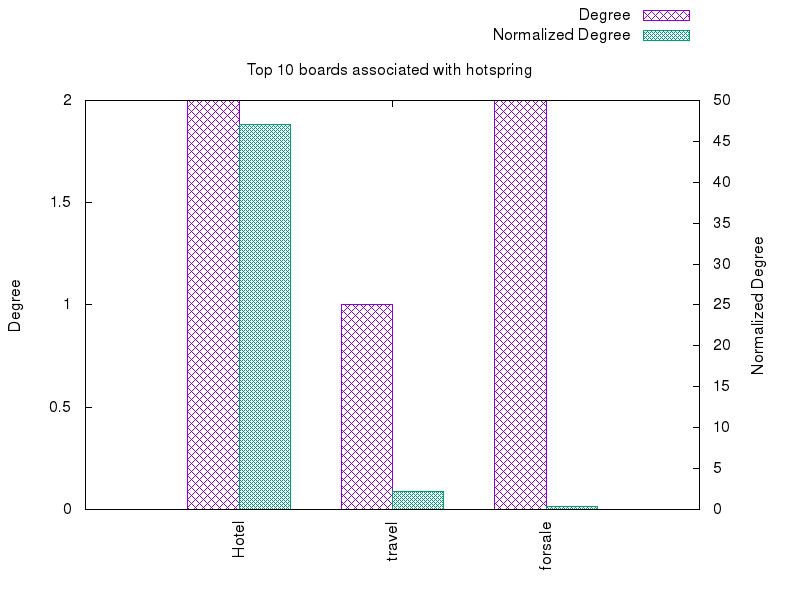 Degree
Normalized Degree
Top 10 boards associated with hotspring
2
1.5
1
0.5
0
Degree
50
45
40
35
30
25
20
15
10
5
0
Normalized Degree
Hotel
travel
forsale